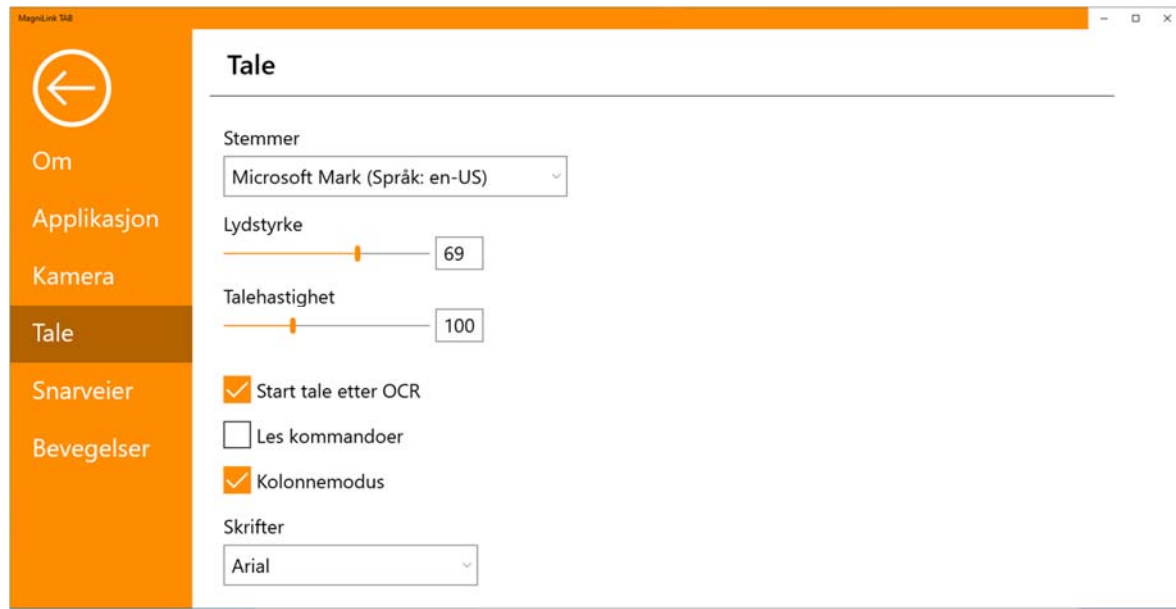 MagniLink TAB
Om
Applikasjon
Kamera
Tale
Snarveier
Bevegelser
Tale
Stemmer
Microsoft Mark (Språk: en-US)
Lydstyrke
69
Talehastighet
100
Start tale etter OCR
Les kommandoer
Kolonnemodus
Skrifter
Arial